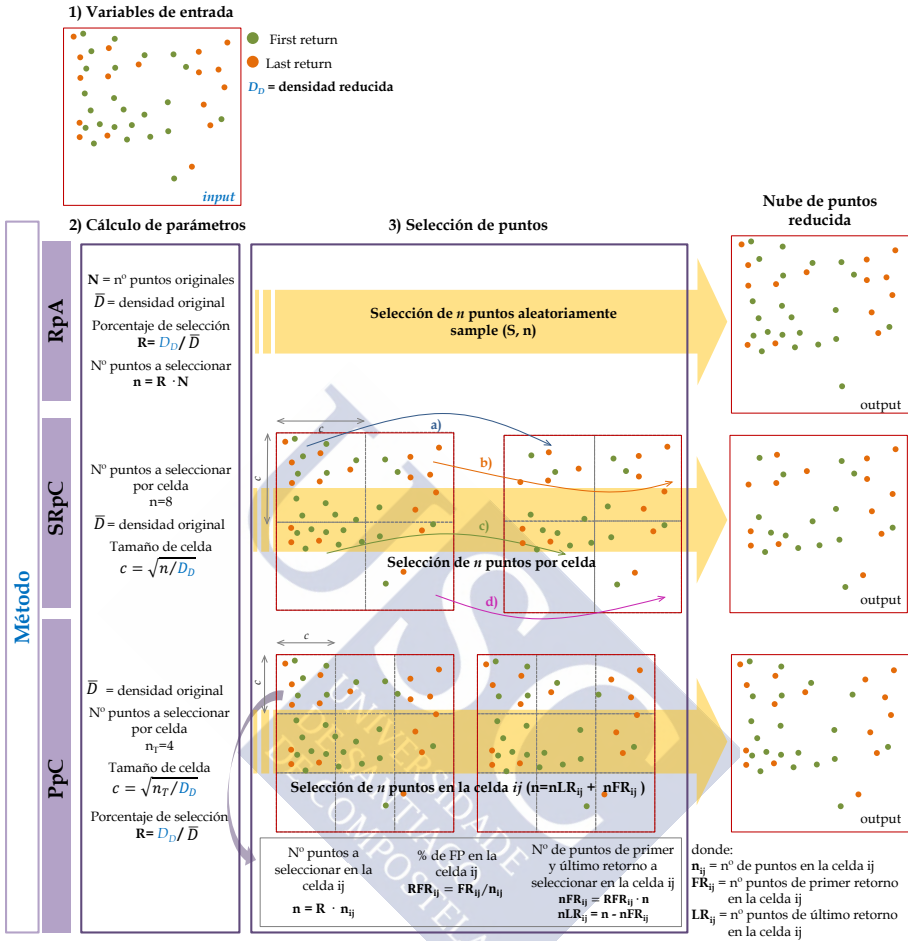 1) Variables de entrada
First return
Last return
D_D = densidad reducida
input
2) Cálculo de parámetros
3) Selección de puntos
Nube de puntos
reducida
Método
RpA
N = nº puntos originales
D̅ = densidad original
Porcentaje de selección
R= D_D/ D̅
Nº puntos a seleccionar
n = R · N
Selección de n puntos aleatoriamente
sample (S, n)
output
SRpC
Nº puntos a seleccionar
por celda
n=8
D̅ = densidad original
Tamaño de celda
c = √n/D_D
c
c
a)
b)
c)
d)
Selección de n puntos por celda
output
PpC
D̅ = densidad original
Nº puntos a seleccionar
por celda
n_T=4
Tamaño de celda
c = √n_T/D_D
Porcentaje de selección
R= D_D/ D̅
c
c
Selección de n puntos en la celda ij (n=nLR_ij + nFR_ij )
output
Nº puntos a
seleccionar en la
celda ij
n = R · n_ij
% de FP en la
celda ij
RFR_ij = FR_ij/n_ij
Nº de puntos de primer
y último retorno a
seleccionar en la celda ij
nFR_ij = RFR_ij · n
nLR_ij = n - nFR_ij
donde:
n_ij = nº de puntos en la celda ij
FR_ij = nº puntos de primer retorno
en la celda ij
LR_ij = nº puntos de último retorno
en la celda ij
USC
UNIVERSIDADE
DE SANTIAGO
DE COMPOSTELA